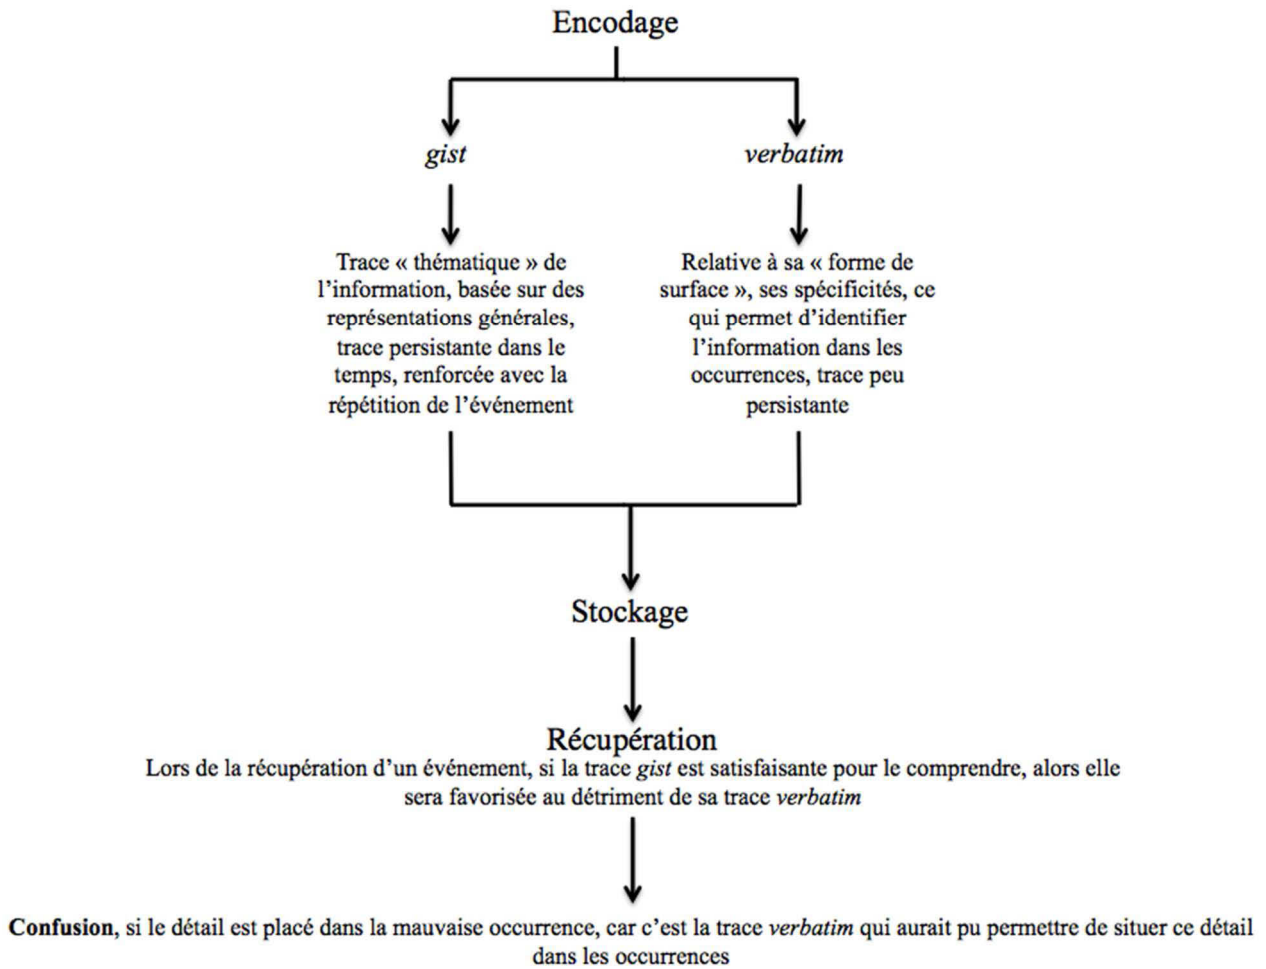 Encodage
gist
verbatim
Trace « thématique » de
l'information, basée sur des
représentations générales,
trace persistante dans le
temps, renforcée avec la
répétition de l'événement
Relative à sa « forme de
surface », ses spécificités, ce
qui permet d'identifier
l'information dans les
occurrences, trace peu
persistante
Stockage
Récupération
Lors de la récupération d'un événement, si la trace gist est satisfaisante pour le comprendre, alors elle
sera favorisée au détriment de sa trace verbatim
Confusion, si le détail est placé dans la mauvaise occurrence, car c'est la trace verbatim qui aurait pu permettre de situer ce détail
dans les occurrences